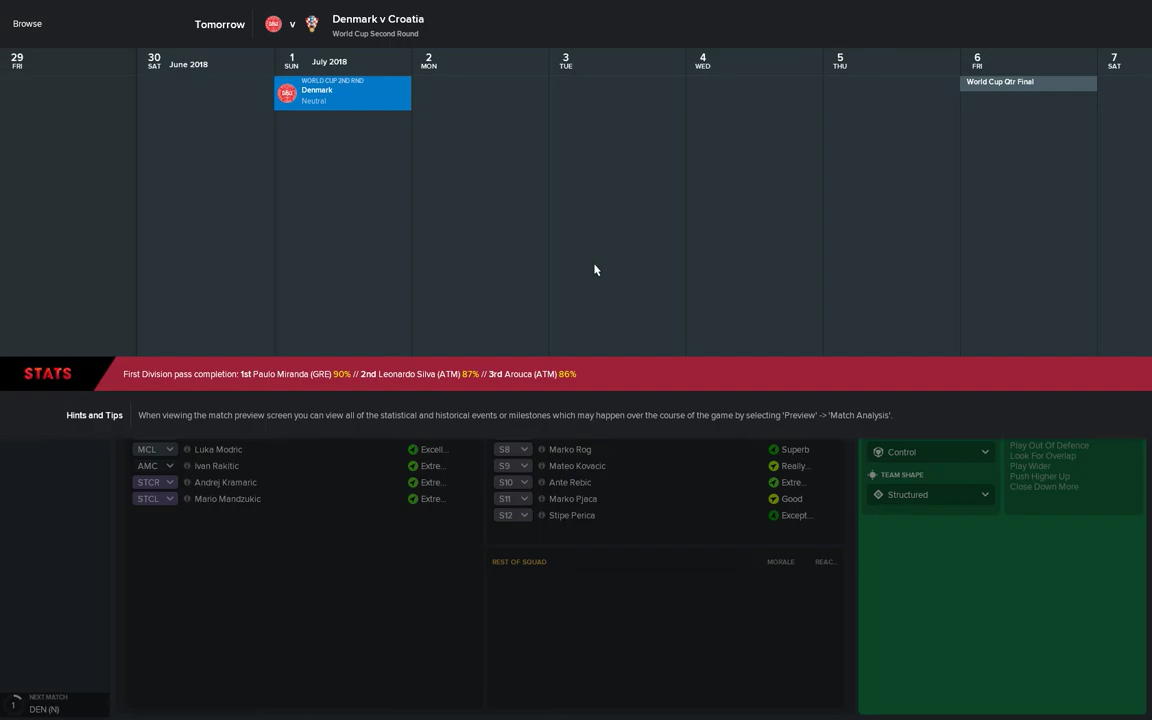 Browse
Tomorrow
v
Denmark v Croatia
World Cup Second Round
29
FRI
30
SAT
June 2018
1
SUN
July 2018
2
MON
3
TUE
4
WED
5
THU
6
FRI
7
SAT
WORLD CUP 2ND RND
Denmark
Neutral
World Cup Qtr Final
STATS
First Division pass completion: 1st Paulo Miranda (GRE) 90% // 2nd Leonardo Silva (ATM) 87% // 3rd Arouca (ATM) 86%
Hints and Tips
When viewing the match preview screen you can view all of the statistical and historical events or milestones which may happen over the course of the game by selecting 'Preview' -> 'Match Analysis'.
MCL Luka Modric Excell...
AMC Ivan Rakitic Extre...
STCR Andrej Kramaric Extre...
STCL Mario Mandzukic Extre...
S8 Marko Rog Superb
S9 Mateo Kovacic Really...
S10 Ante Rebic Extre...
S11 Marko Pjaca Good
S12 Stipe Perica Except...
REST OF SQUAD MORALE REAC...
Control
TEAM SHAPE
Structured
Play Out Of Defence
Look For Overlap
Play Wider
Push Higher Up
Close Down More
1
NEXT MATCH
DEN (N)